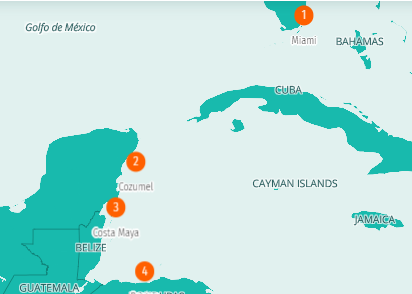 1
Golfo de México
Miami
BAHAMAS
CUBA
2
Cozumel
CAYMAN ISLANDS
3
JAMAICA
Costa Maya
BELIZE
4
GUATEMALA